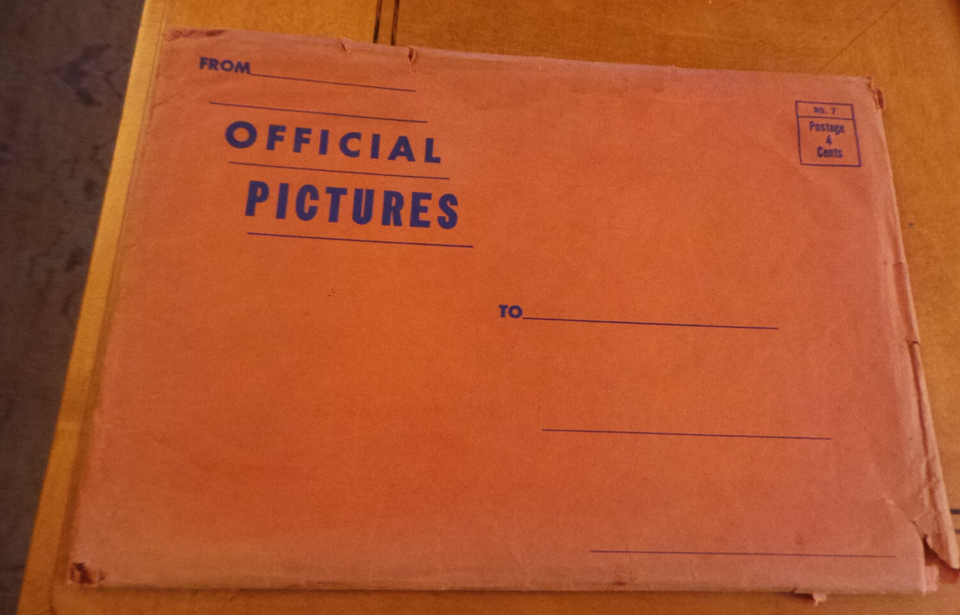 FROM
OFFICIAL
PICTURES
NO. 7
Postage
4
Cents
TO